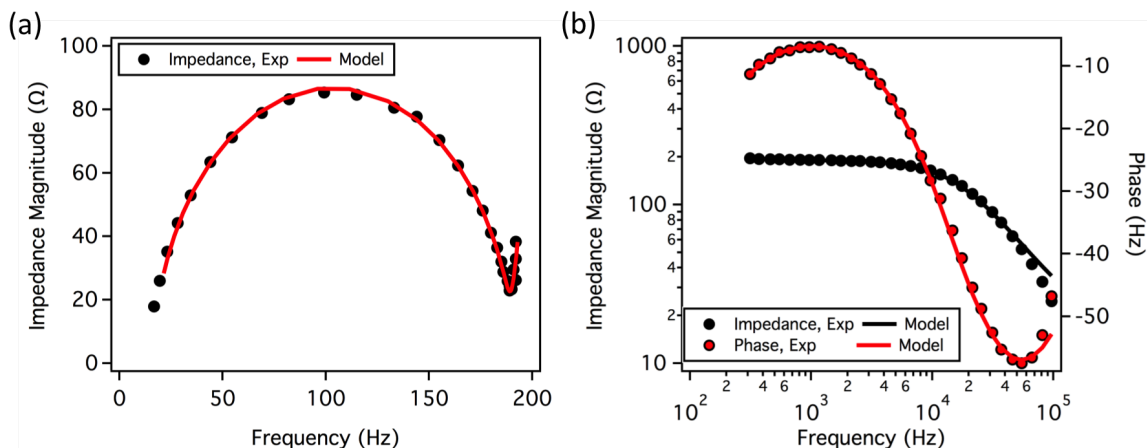 (a)
Impedance Magnitude (Ω)
100
80
60
40
20
0
Impedance, Exp Model
0 50 100 150 200
Frequency (Hz)
(b)
Impedance Magnitude (Ω)
1000
8
6
4
2
100
8
6
4
2
10
Impedance, Exp Model
Phase, Exp Model
-10
-20
-30
-40
-50
Phase (Hz)
2 4 6 2 4 6 2 4 6
10² 10³ 10⁴ 10⁵
Frequency (Hz)